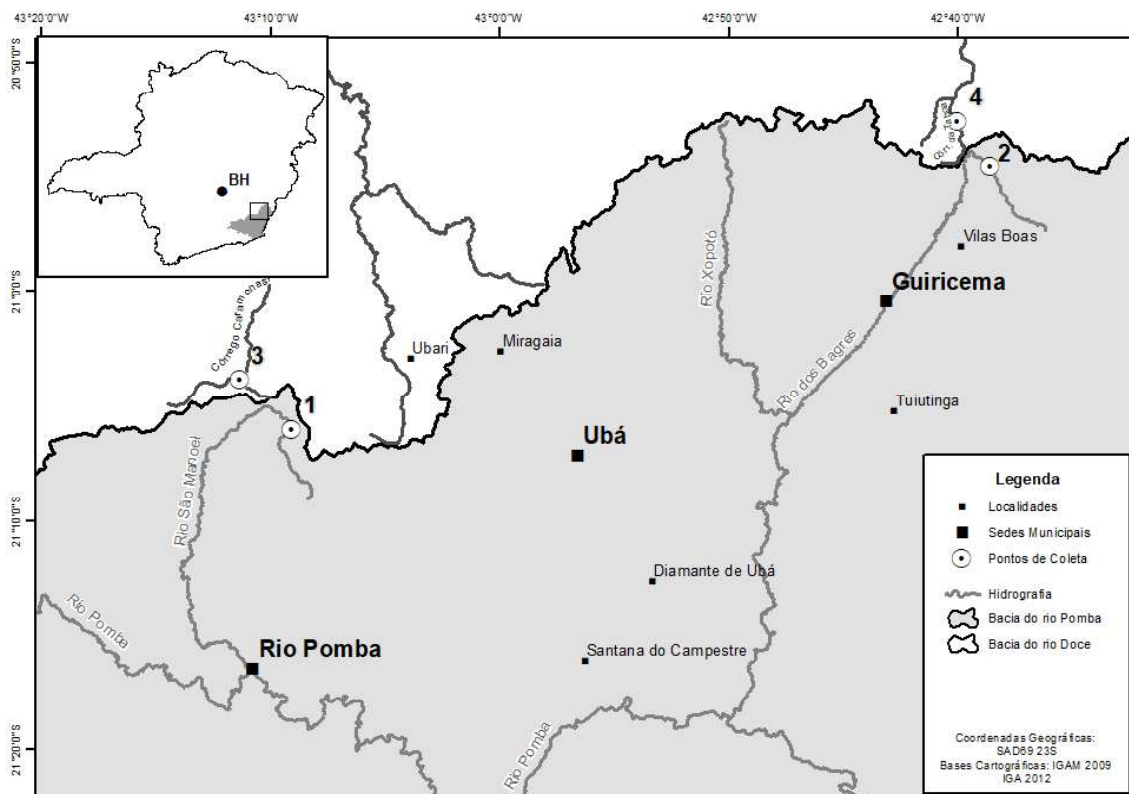 43°20'0"W
43°10'0"W
43°0'0"W
42°50'0"W
42°40'0"W
20°50'0"S
21°0'0"S
21°10'0"S
21°20'0"S
BH
4
2
Vilas Boas
Guiricema
Rio Xopotó
Rio dos Bagres
Tuiutinga
Córrego Caramonas
3
1
Ubari
Miragaia
Ubá
Rio São Manoel
Rio Pomba
Rio Pomba
Diamante de Ubá
Santana do Campestre
Rio Pomba
Legenda
Localidades
Sedes Municipais
Pontos de Coleta
Hidrografia
Bacia do rio Pomba
Bacia do rio Doce
Coordenadas Geográficas:
SAD69 23S
Bases Cartográficas: IGAM 2009
IGA 2012